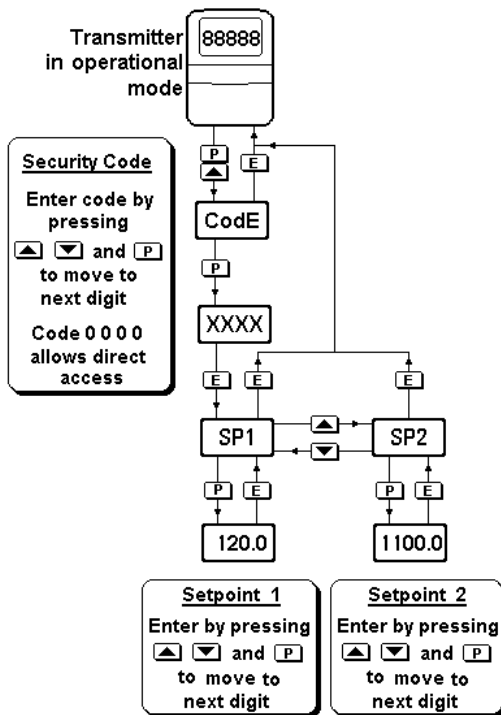 Transmitter
in operational
mode
88888
P
E
Security Code
Enter code by
pressing
and P
to move to
next digit
Code 0 0 0 0
allows direct
access
CodE
P
XXXX
E E E
SP1 SP2
P E P E
120.0 1100.0
Setpoint 1
Enter by pressing
and P
to move to
next digit
Setpoint 2
Enter by pressing
and P
to move to
next digit